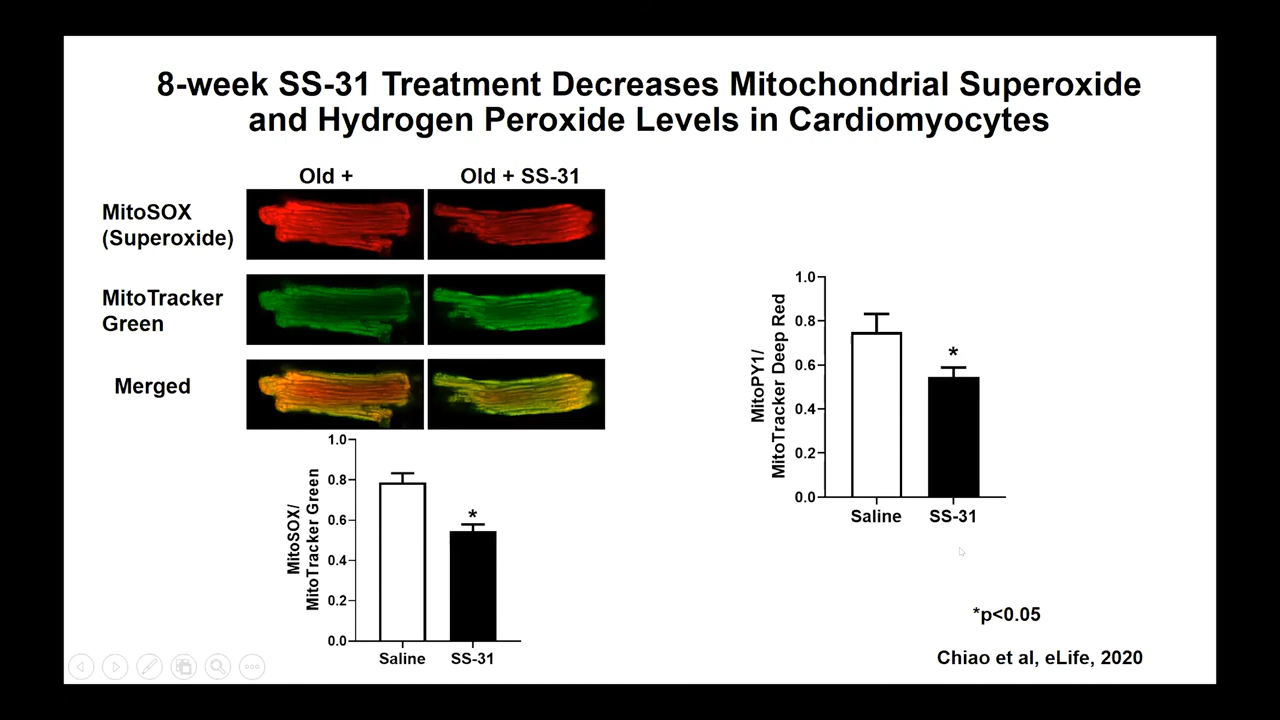 8-week SS-31 Treatment Decreases Mitochondrial Superoxide
and Hydrogen Peroxide Levels in Cardiomyocytes
Old +
Old + SS-31
MitoSOX
(Superoxide)
MitoTracker
Green
Merged
1.0
0.8
0.6
0.4
0.2
0.0
MitoSOX/
MitoTracker Green
*
Saline
SS-31
1.0
0.8
0.6
0.4
0.2
0.0
MitoPY1/
MitoTracker Deep Red
*
Saline
SS-31
*p<0.05
Chiao et al, eLife, 2020